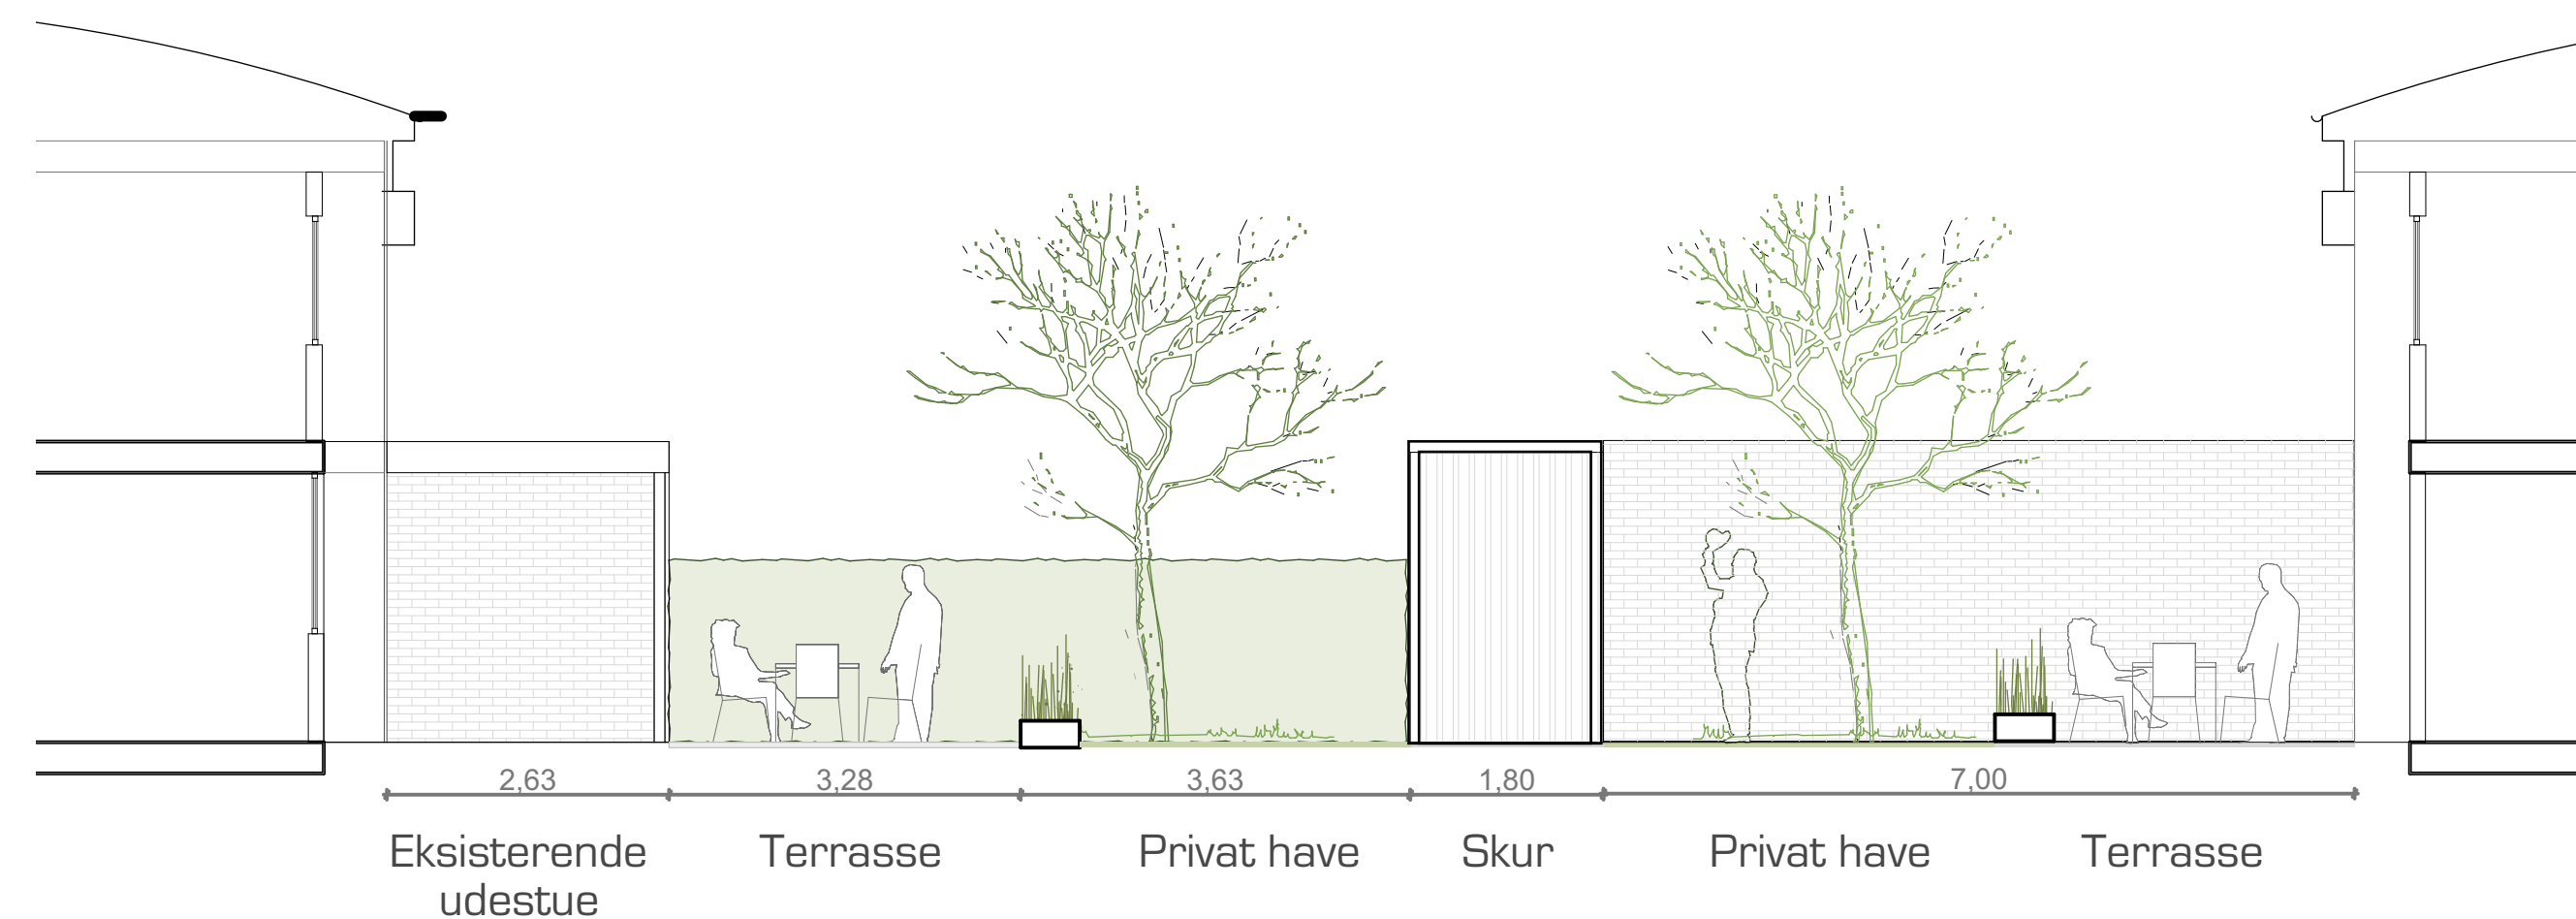 2,63
3,28
3,63
1,80
7,00
Eksisterende
udestue
Terrasse
Privat have
Skur
Privat have
Terrasse